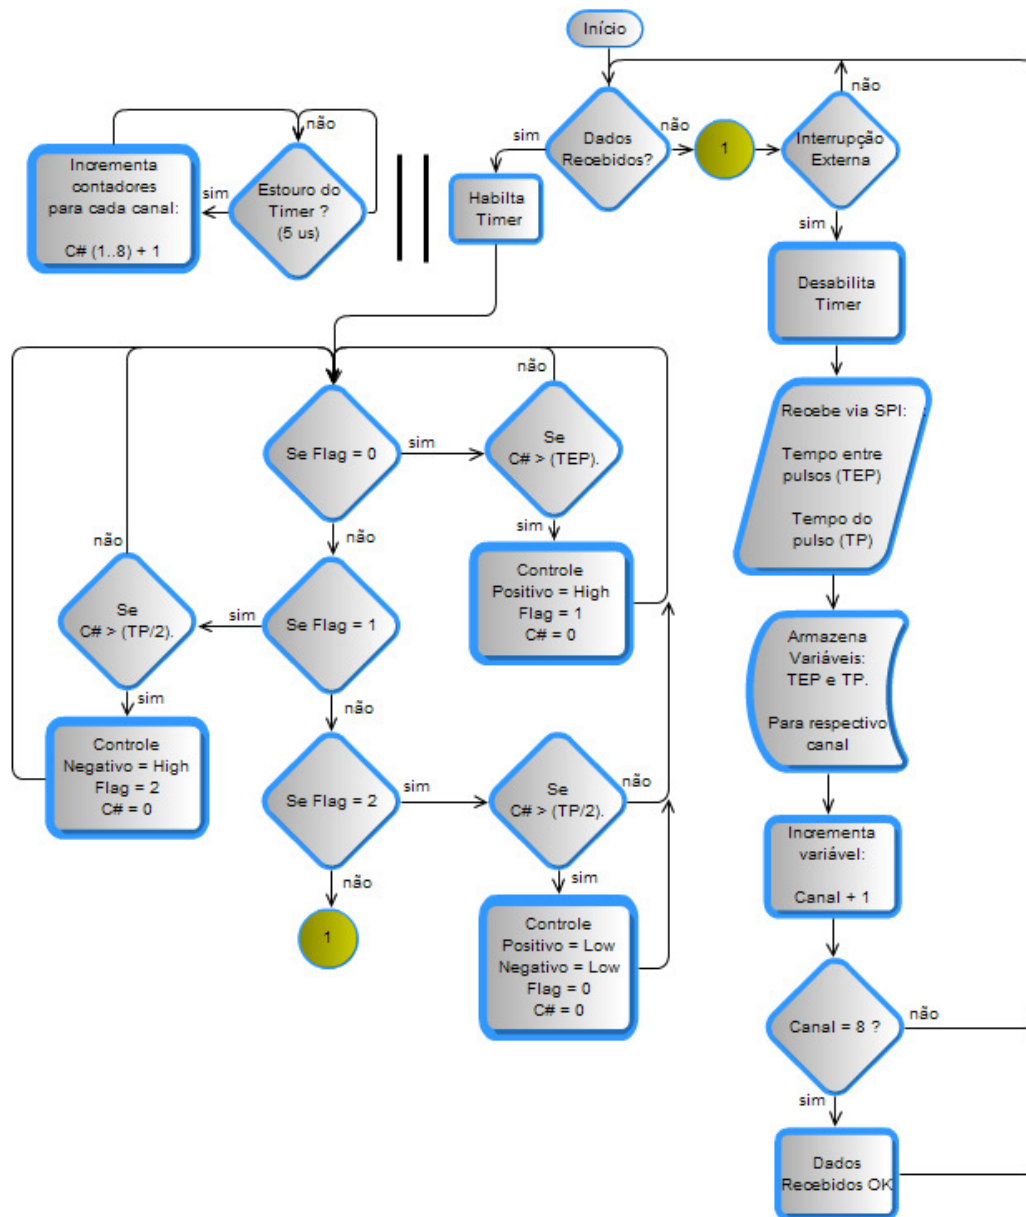 Início
não
Dados
Recebidos?
sim
não
1
Interrupção
Externa
não
sim
Incrementa
contadores
para cada canal:
C# (1..8) + 1
sim
Estouro do
Timer ?
(5 us)
Habilta
Timer
Desabilita
Timer
não
não
Se Flag = 0
sim
Se
C# > (TEP).
sim
não
Recebe via SPI:
Tempo entre
pulsos (TEP)
Tempo do
pulso (TP)
não
Se
C# > (TP/2).
sim
Se Flag = 1
Controle
Positivo = High
Flag = 1
C# = 0
Armazena
Variáveis:
TEP e TP.
Para respectivo
canal
sim
não
Controle
Negativo = High
Flag = 2
C# = 0
Se Flag = 2
sim
Se
C# > (TP/2).
não
sim
não
1
Controle
Positivo = Low
Negativo = Low
Flag = 0
C# = 0
Incrementa
variável:
Canal + 1
Canal = 8 ?
não
sim
Dados
Recebidos OK